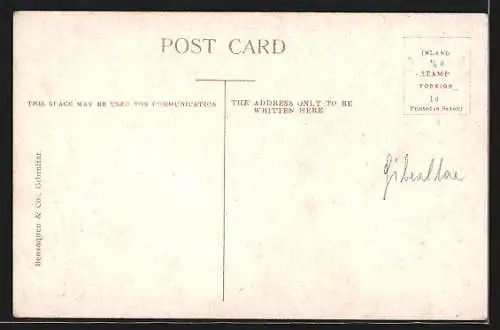 POST CARD
INLAND
½ d
STAMP
FOREIGN
1d
Printed in Saxony
THIS SPACE MAY BE USED FOR COMMUNICATION
THE ADDRESS ONLY TO BE
WRITTEN HERE
Gibraltar
Benzaquen & Co., Gibraltar